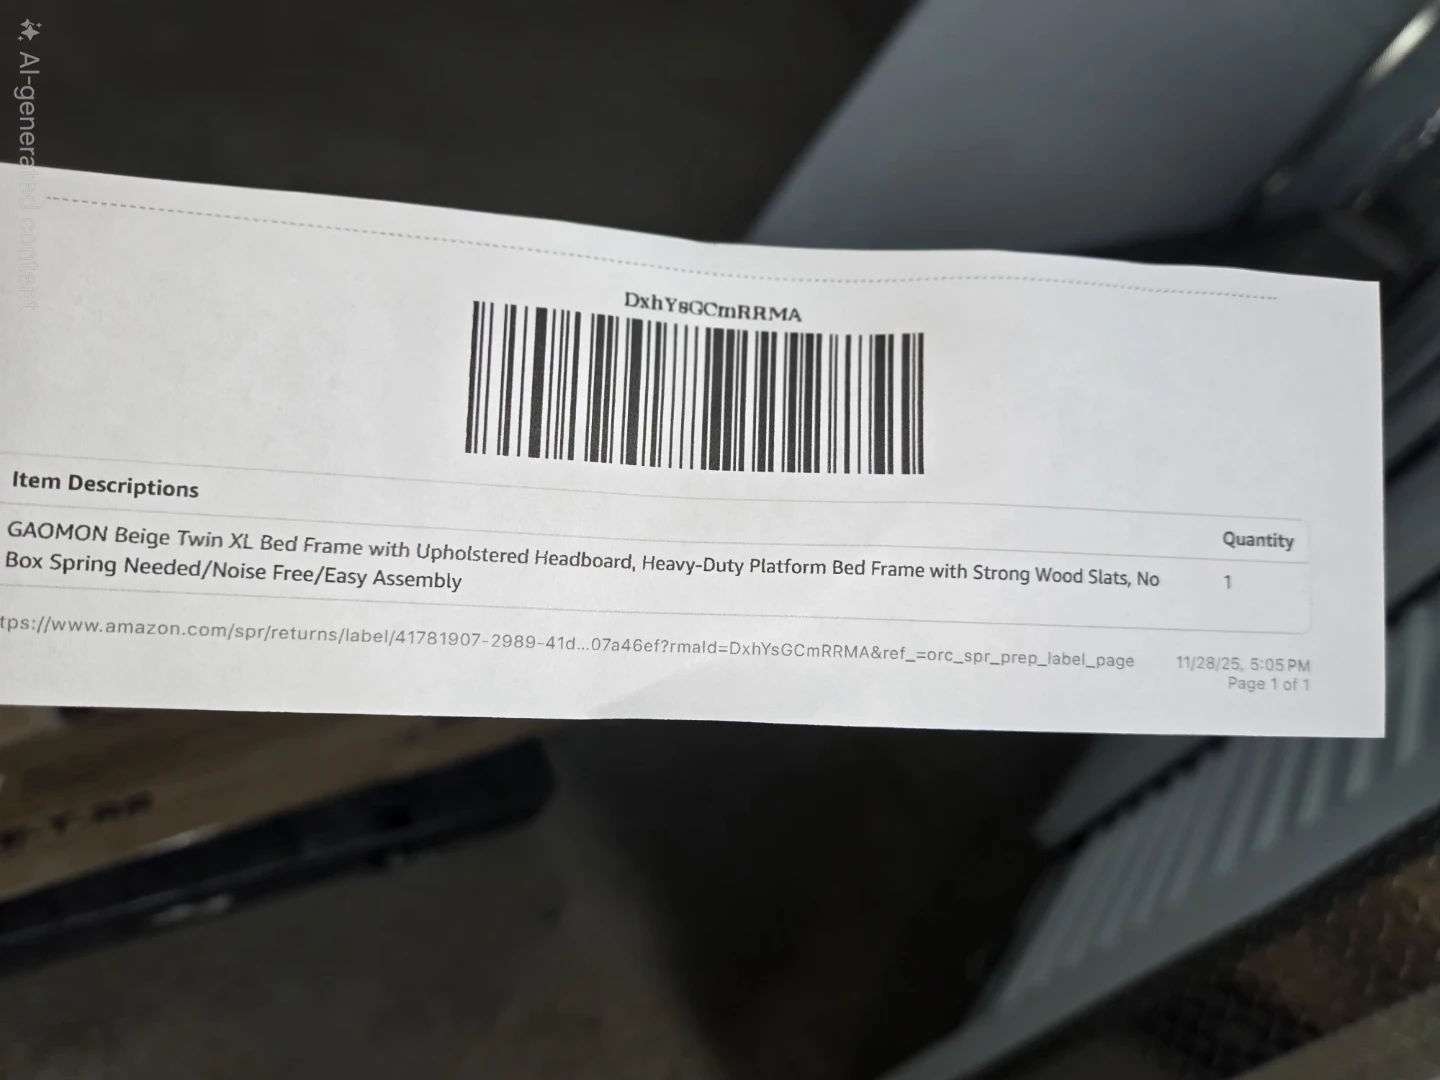 AI-generated content
DxhYsGCmRRMA
Item Descriptions
Quantity
GAOMON Beige Twin XL Bed Frame with Upholstered Headboard, Heavy-Duty Platform Bed Frame with Strong Wood Slats, No
Box Spring Needed/Noise Free/Easy Assembly
1
tps://www.amazon.com/spr/returns/label/41781907-2989-41d...07a46ef?rmaId=DxhYsGCmRRMA&ref_=orc_spr_prep_label_page
11/28/25, 5:05 PM
Page 1 of 1